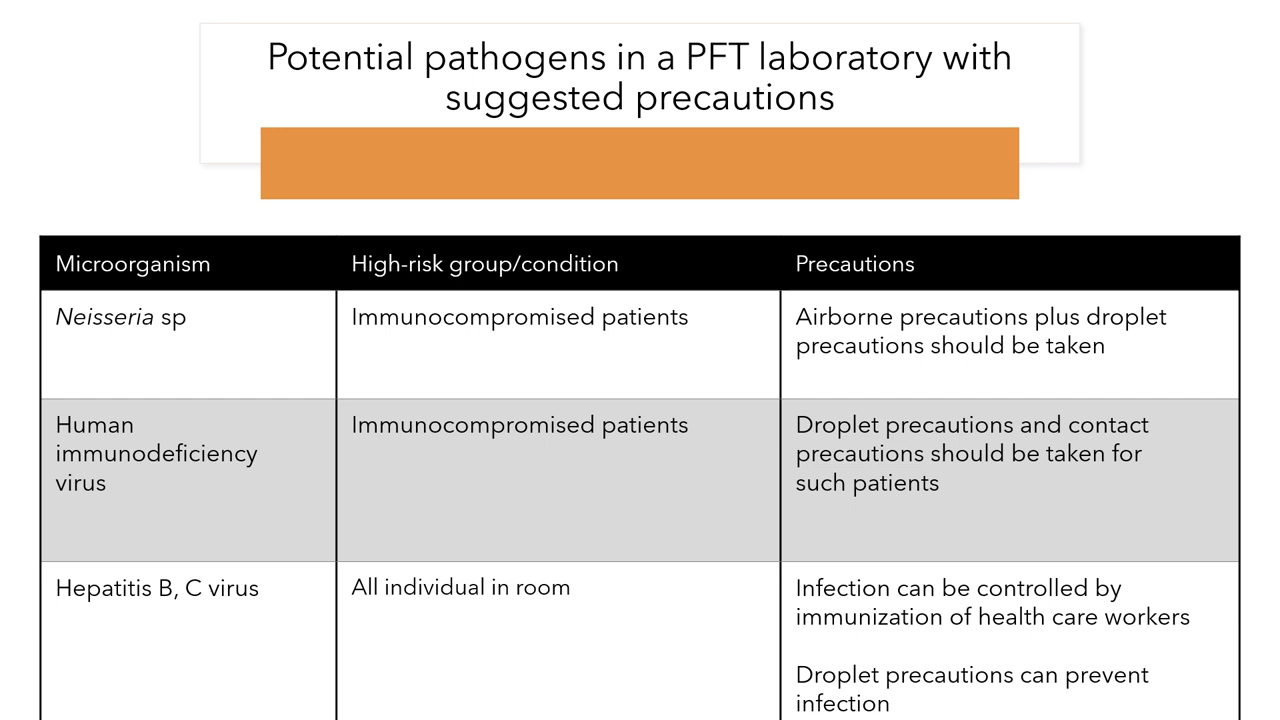 Potential pathogens in a PFT laboratory with
suggested precautions
Microorganism
High-risk group/condition
Precautions
Neisseria sp
Immunocompromised patients
Airborne precautions plus droplet
precautions should be taken
Human
immunodeficiency
virus
Immunocompromised patients
Droplet precautions and contact
precautions should be taken for
such patients
Hepatitis B, C virus
All individual in room
Infection can be controlled by
immunization of health care workers
Droplet precautions can prevent
infection